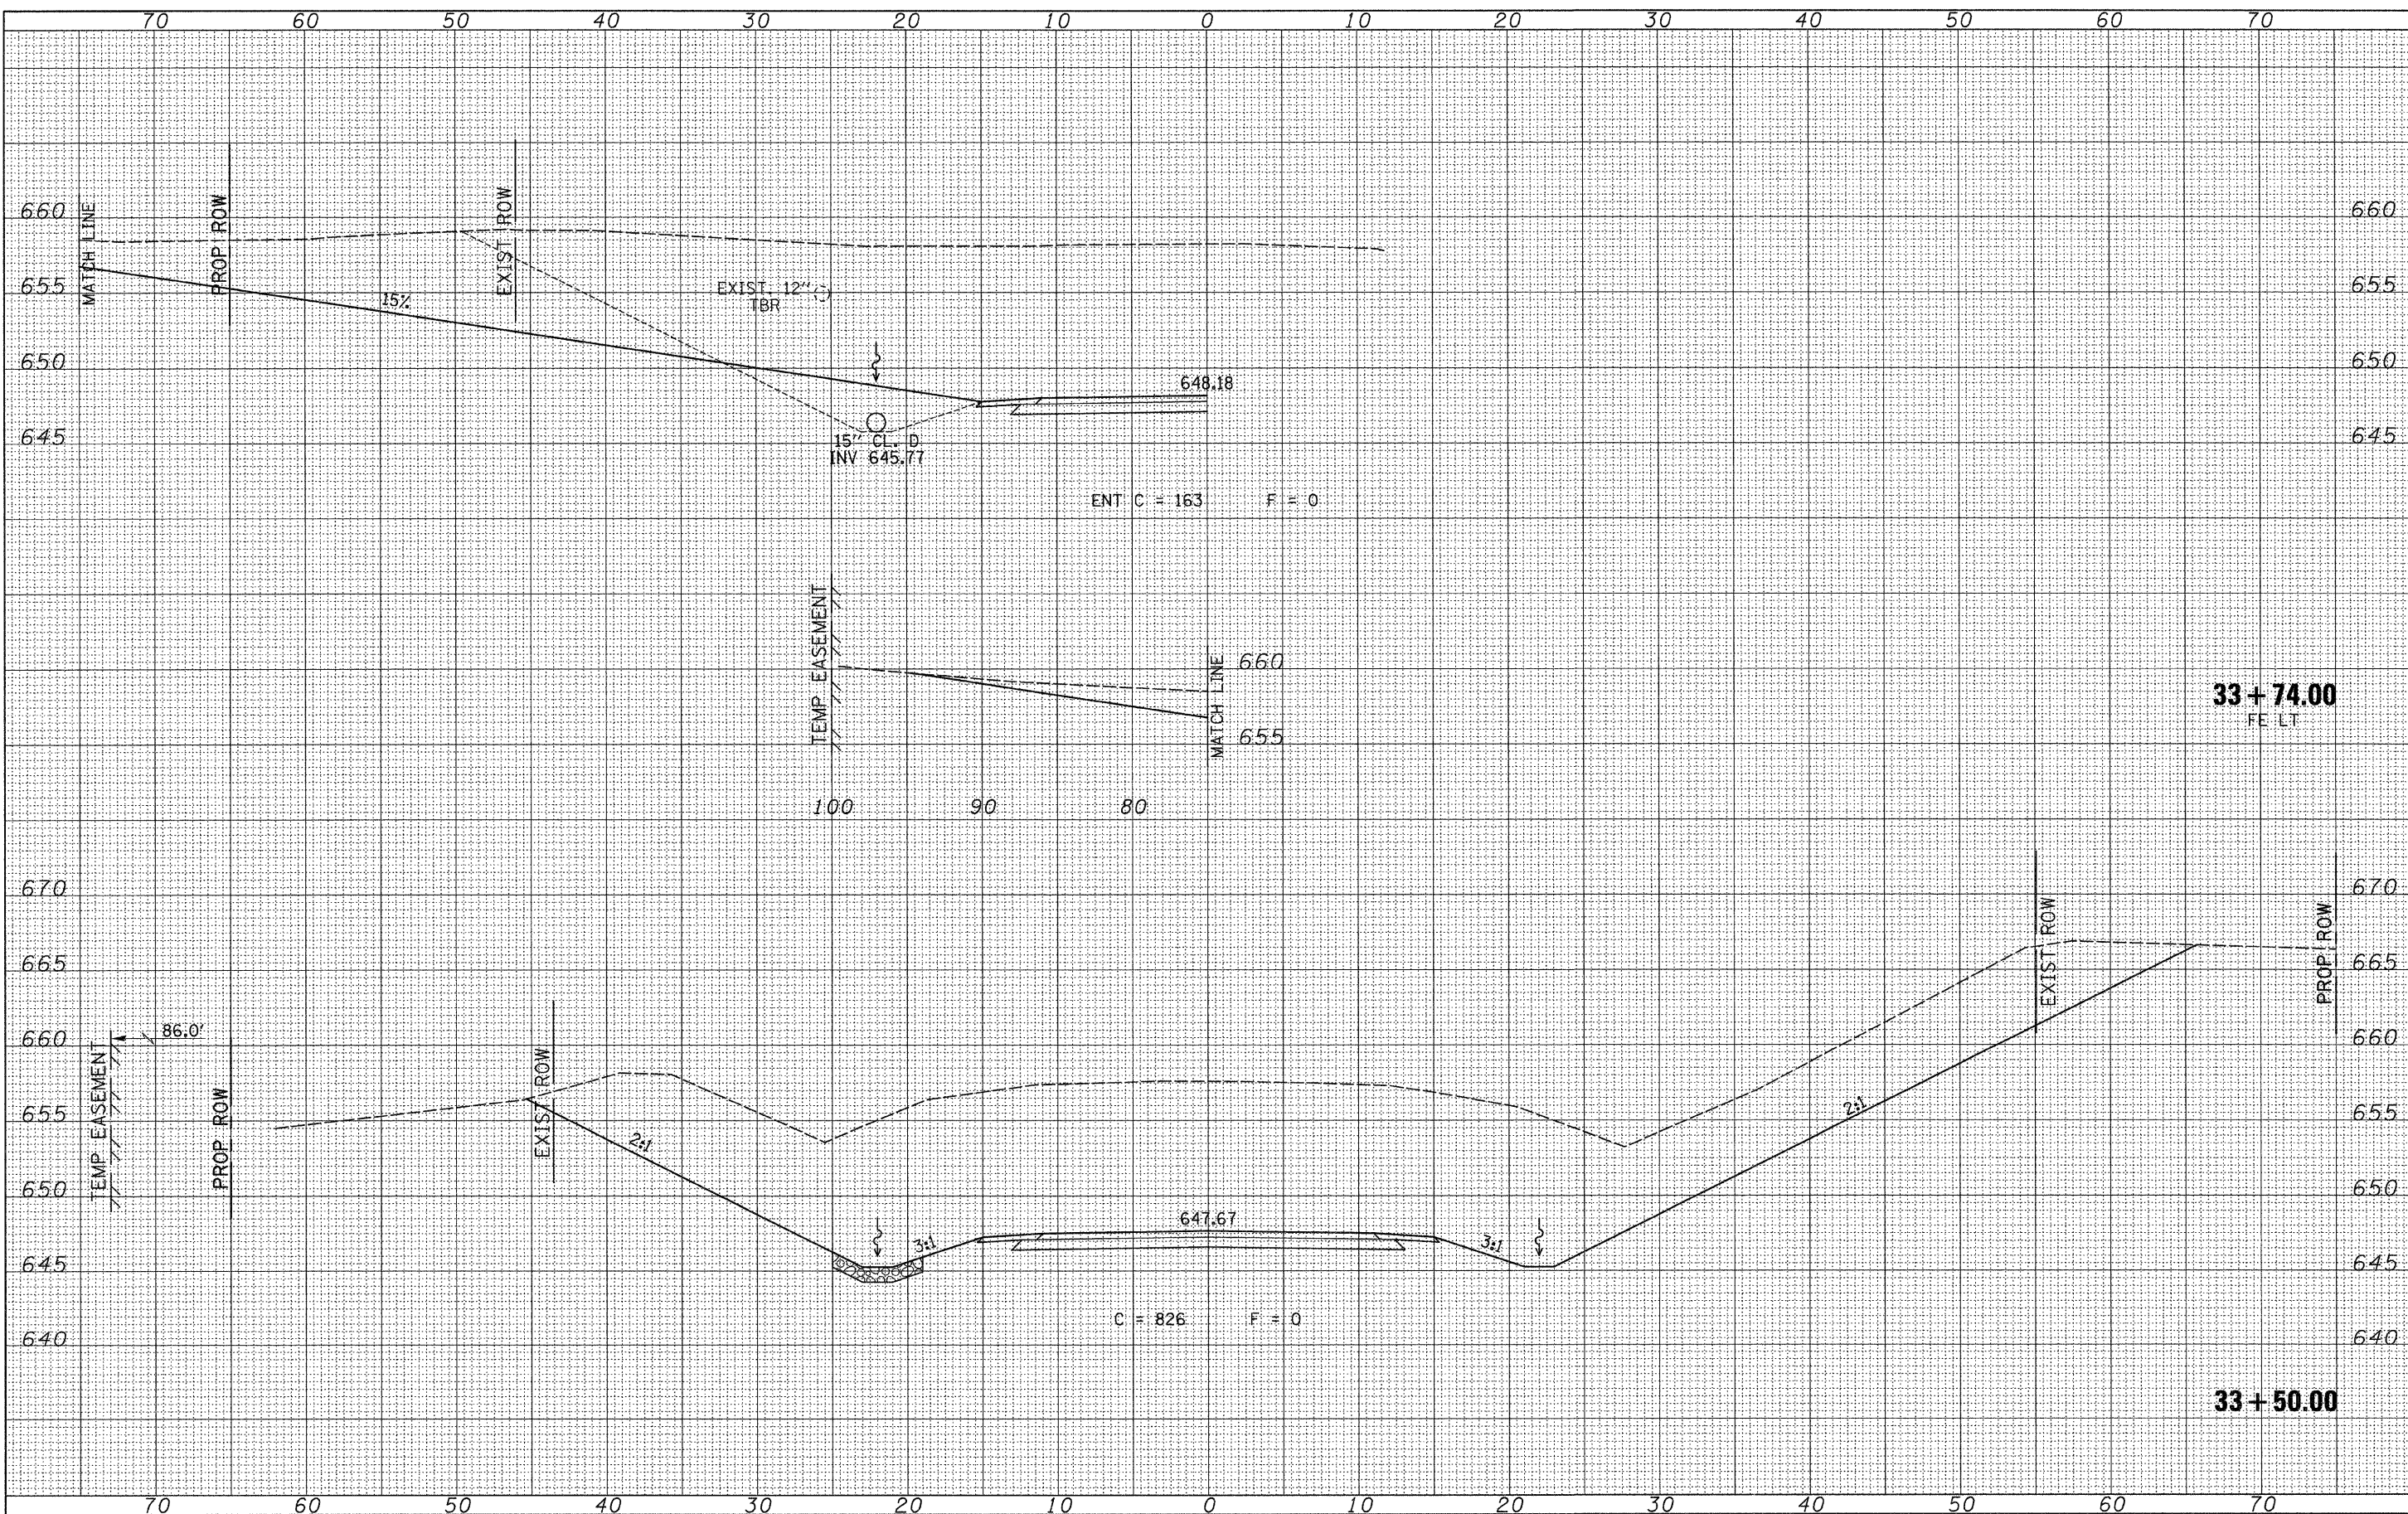 70 60 50 40 30 20 10 0 10 20 30 40 50 60 70
660 MATCH LINE PROP ROW EXIST ROW 660
655 15% EXIST. 12" 655
TBR
650 650
648.18
645 645
15" CL. D
INV 645.77
ENT C = 163 F = 0
TEMP EASEMENT MATCH LINE 660
33 + 74.00
FE LT
655
100 90 80
670 670
EXIST ROW PROP ROW
665 665
660 86.0' 660
TEMP EASEMENT PROP ROW EXIST ROW
655 2:1 2:1 655
650 650
647.67
3:1 3:1
645 645
C = 826 F = 0
640 640
33 + 50.00
70 60 50 40 30 20 10 0 10 20 30 40 50 60 70